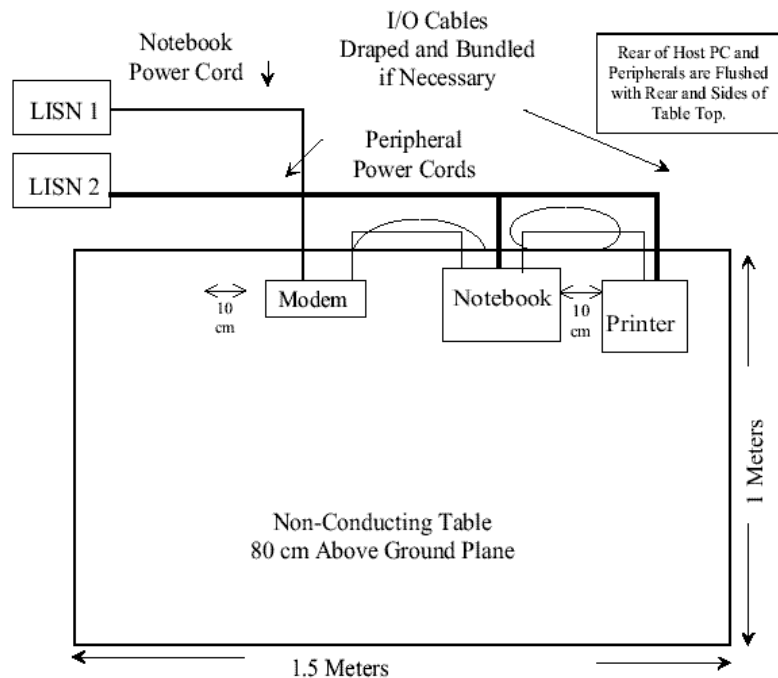 Notebook
Power Cord
I/O Cables
Draped and Bundled
if Necessary
Rear of Host PC and
Peripherals are Flushed
with Rear and Sides of
Table Top.
LISN 1
Peripheral
Power Cords
LISN 2
Modem
Notebook
Printer
10
cm
10
cm
1 Meters
Non-Conducting Table
80 cm Above Ground Plane
1.5 Meters